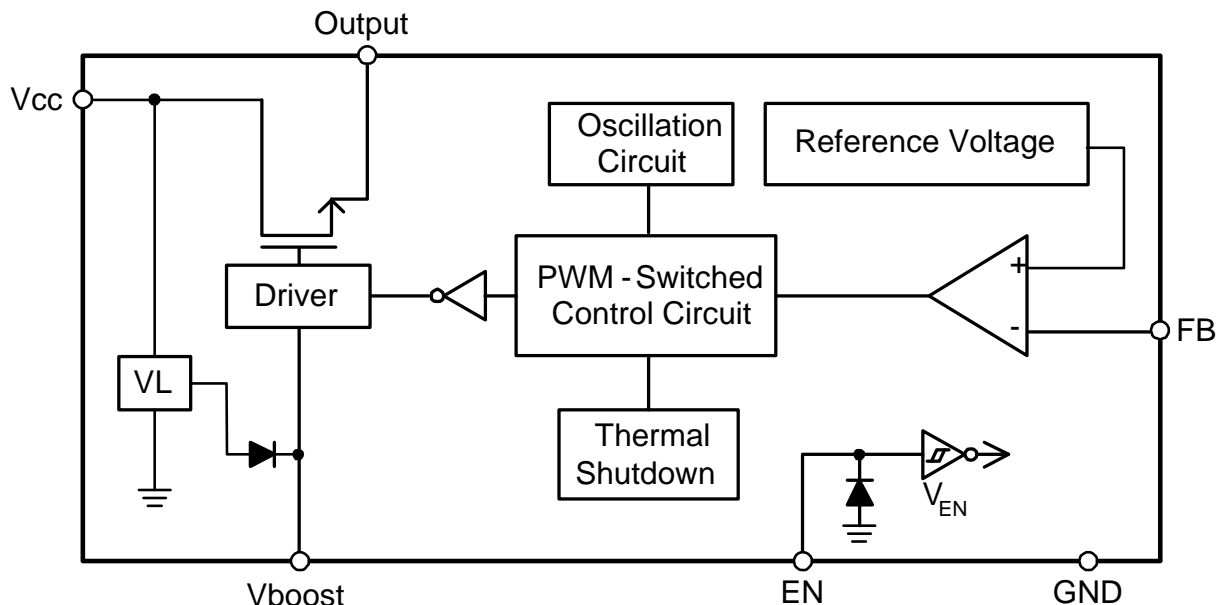 Output
Vcc
Oscillation
Circuit
Reference Voltage
+
Driver
PWM - Switched
Control Circuit
-
FB
VL
Thermal
Shutdown
VEN
Vboost
EN
GND